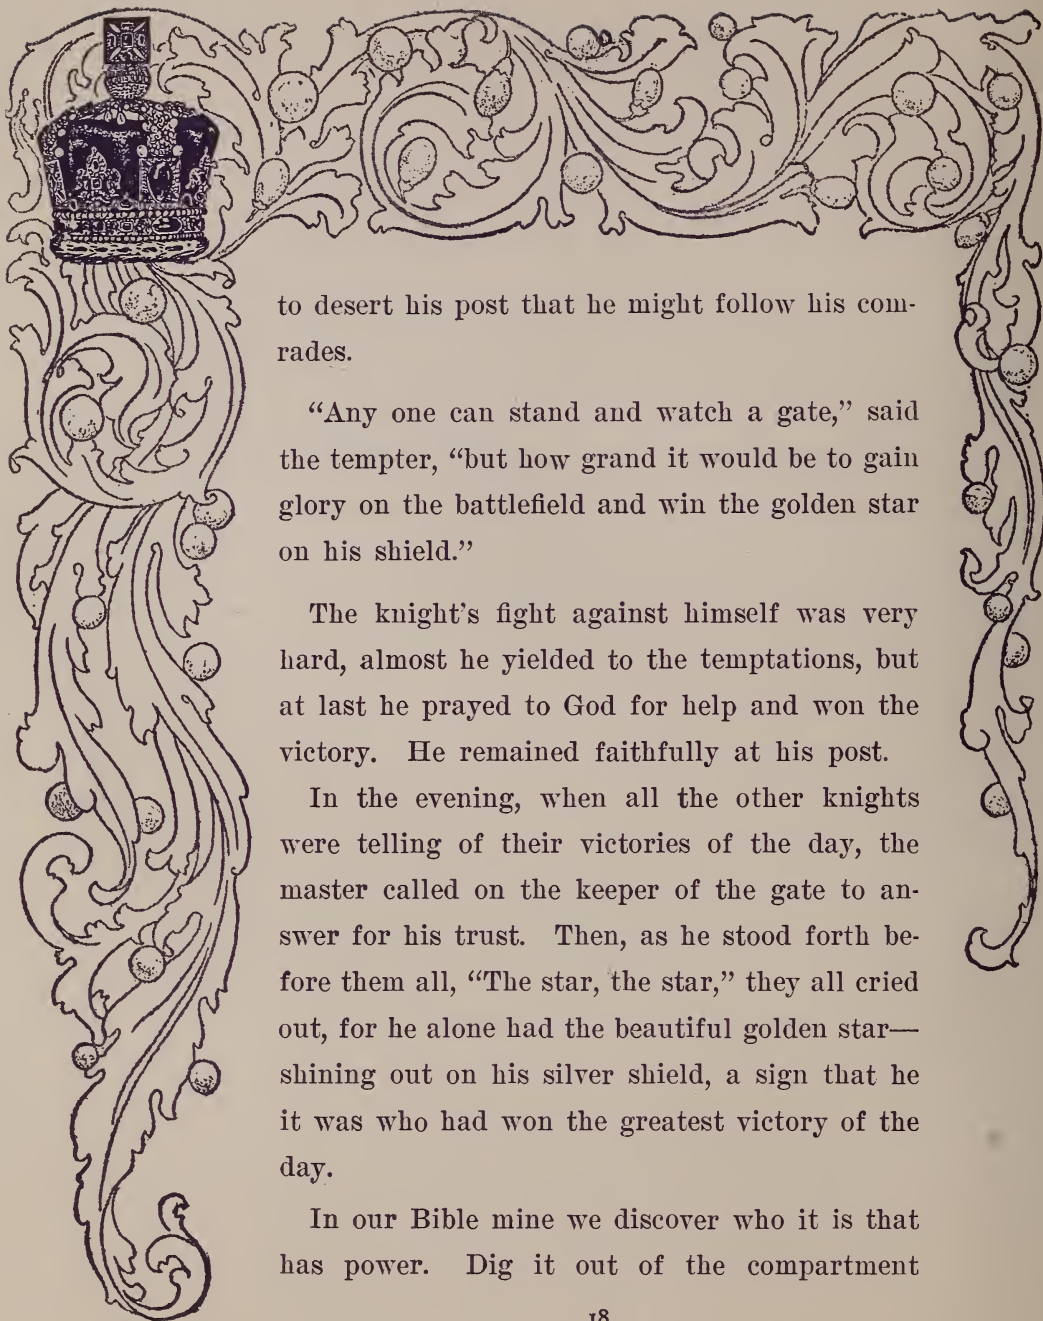 to desert his post that he might follow his com-
rades.
“Any one can stand and watch a gate,” said
the tempter, “but how grand it would be to gain
glory on the battlefield and win the golden star
on his shield.”
The knight's fight against himself was very
hard, almost he yielded to the temptations, but
at last he prayed to God for help and won the
victory. He remained faithfully at his post.
In the evening, when all the other knights
were telling of their victories of the day, the
master called on the keeper of the gate to an-
swer for his trust. Then, as he stood forth be-
fore them all, “The star, the star,” they all cried
out, for he alone had the beautiful golden star—
shining out on his silver shield, a sign that he
it was who had won the greatest victory of the
day.
In our Bible mine we discover who it is that
has power. Dig it out of the compartment
18